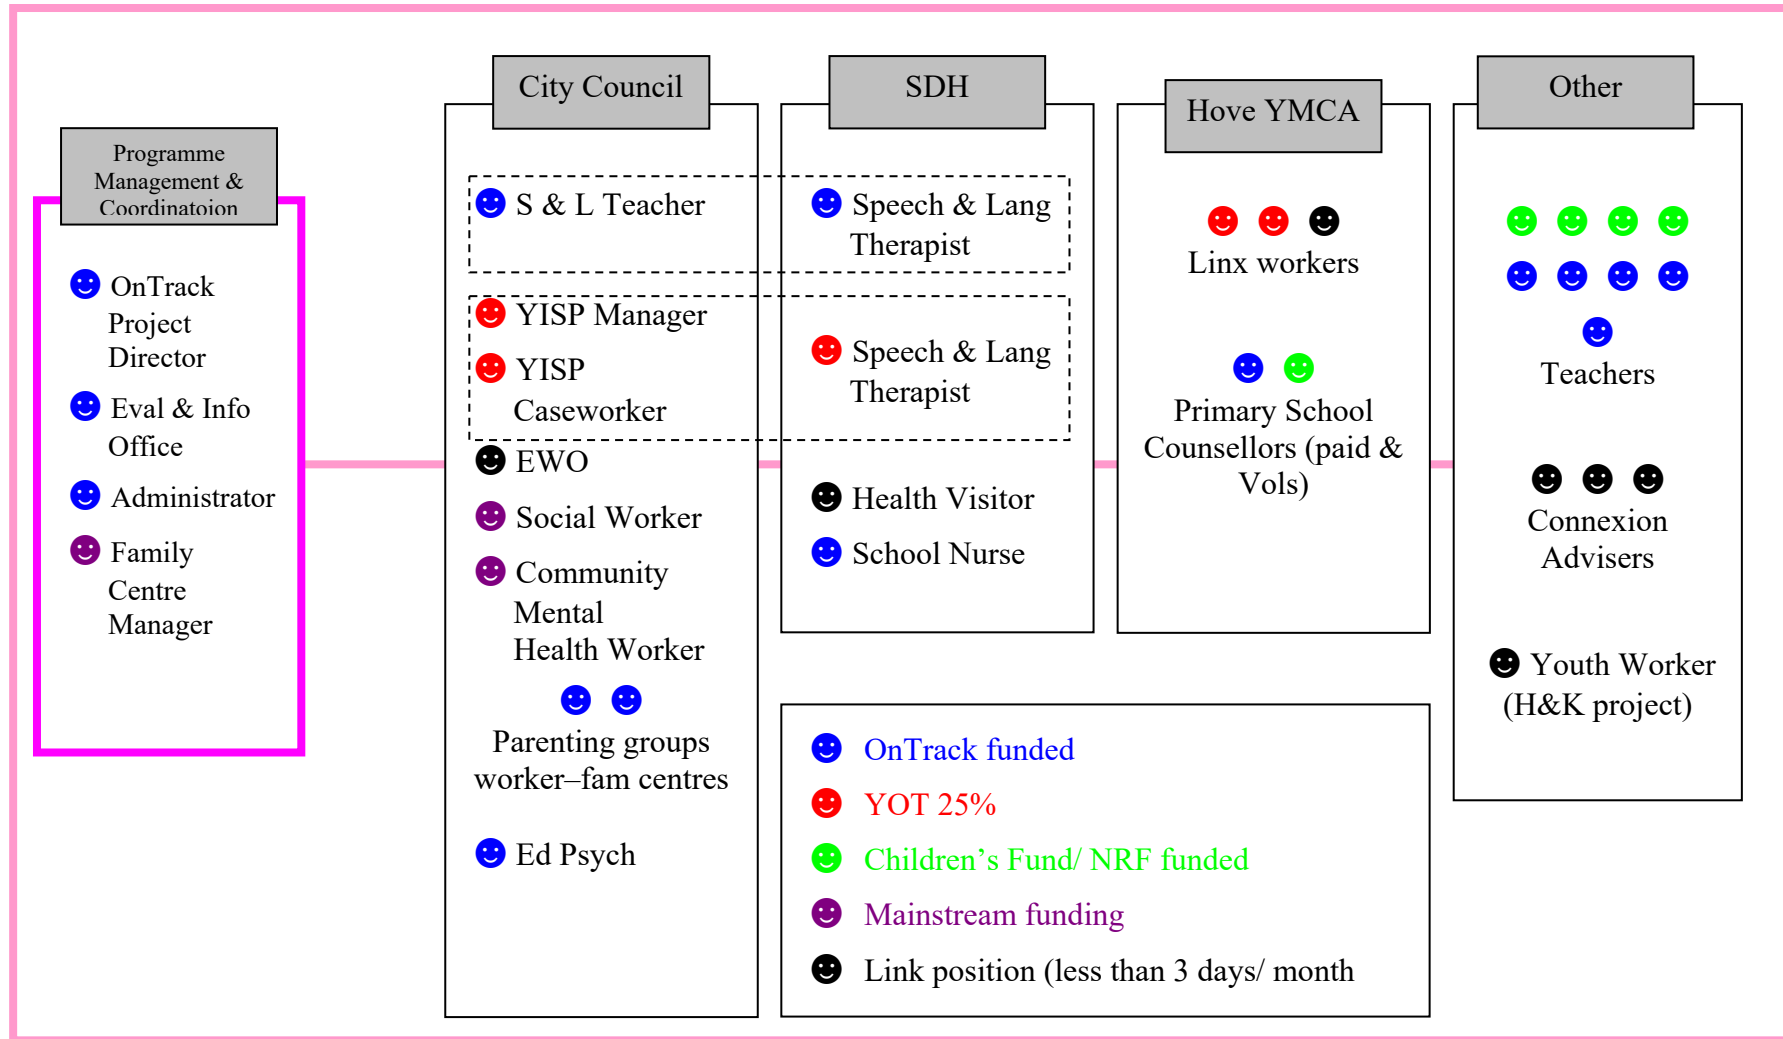 Programme
Management &
Coordinatoion
OnTrack
Project
Director
Eval & Info
Office
Administrator
Family
Centre
Manager
City Council
S & L Teacher
YISP Manager
YISP
Caseworker
EWO
Social Worker
Community
Mental
Health Worker
Parenting groups
worker–fam centres
Ed Psych
SDH
Speech & Lang
Therapist
Speech & Lang
Therapist
Health Visitor
School Nurse
Hove YMCA
Linx workers
Primary School
Counsellors (paid &
Vols)
Other
Teachers
Connexion
Advisers
Youth Worker
(H&K project)
OnTrack funded
YOT 25%
Children’s Fund/ NRF funded
Mainstream funding
Link position (less than 3 days/ month